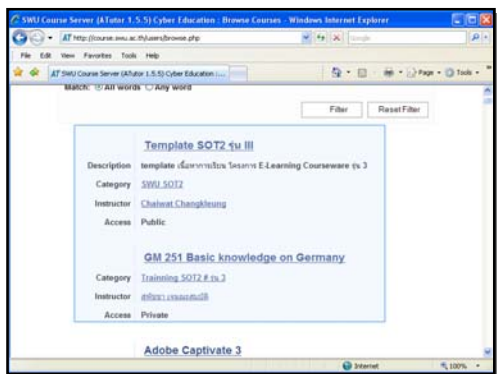 SWU Course Server (ATutor 1.5.5) Cyber Education : Browse Courses - Windows Internet Explorer
http://course.swu.ac.th/users/browse.php
Google
File Edit View Favorites Tools Help
SWU Course Server (ATutor 1.5.5) Cyber Education :...
Page Tools
Match: All words Any word
Filter Reset Filter
Template SOT2 รุ่น III
Description template เนื้อหาการเรียน โครงการ E-Learning Courseware รุ่น 3
Category SWU SOT2
Instructor Chaiwat Changkleung
Access Public
GM 251 Basic knowledge on Germany
Category Trainning SOT2 # รุ่น 3
Instructor
Access Private
Adobe Captivate 3
Internet 100%